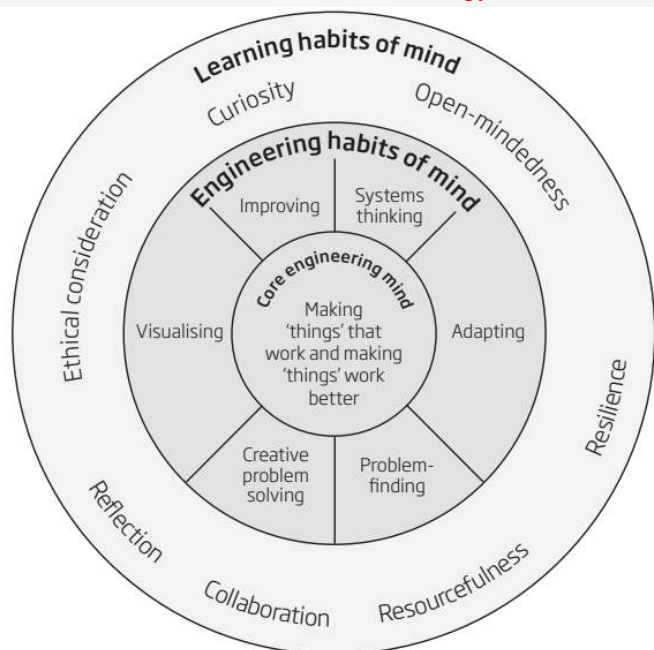 Learning habits of mind
Curiosity
Open-mindedness
Ethical consideration
Resilience
Reflection
Collaboration
Resourcefulness
Engineering habits of mind
Improving
Systems
thinking
Visualising
Adapting
Creative
problem
solving
Problem-
finding
Core engineering mind
Making
‘things’ that
work and making
‘things’ work
better